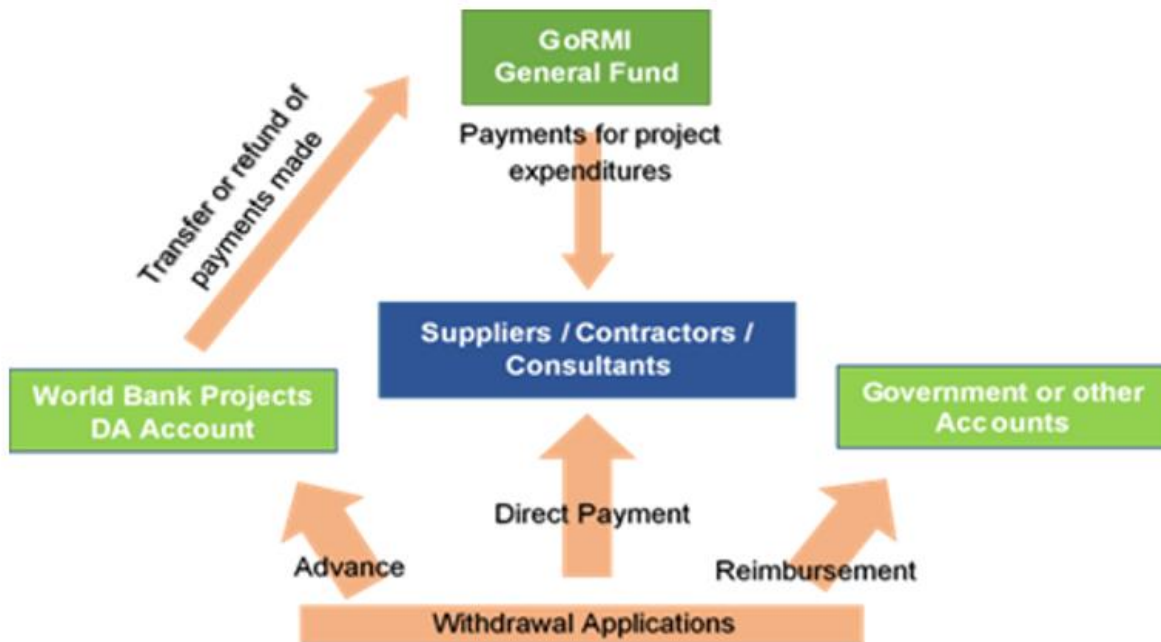 GoRMI
General Fund
Payments for project
expenditures
Transfer or refund of
payments made
Suppliers / Contractors /
Consultants
World Bank Projects
DA Account
Government or other
Accounts
Direct Payment
Advance
Reimbursement
Withdrawal Applications